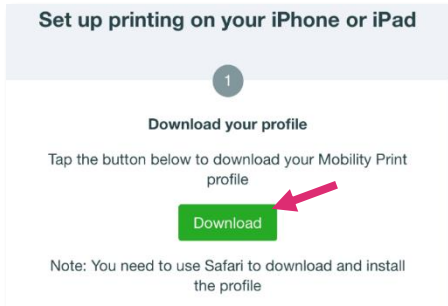 Set up printing on your iPhone or iPad
1
Download your profile
Tap the button below to download your Mobility Print
profile
Download
Note: You need to use Safari to download and install
the profile